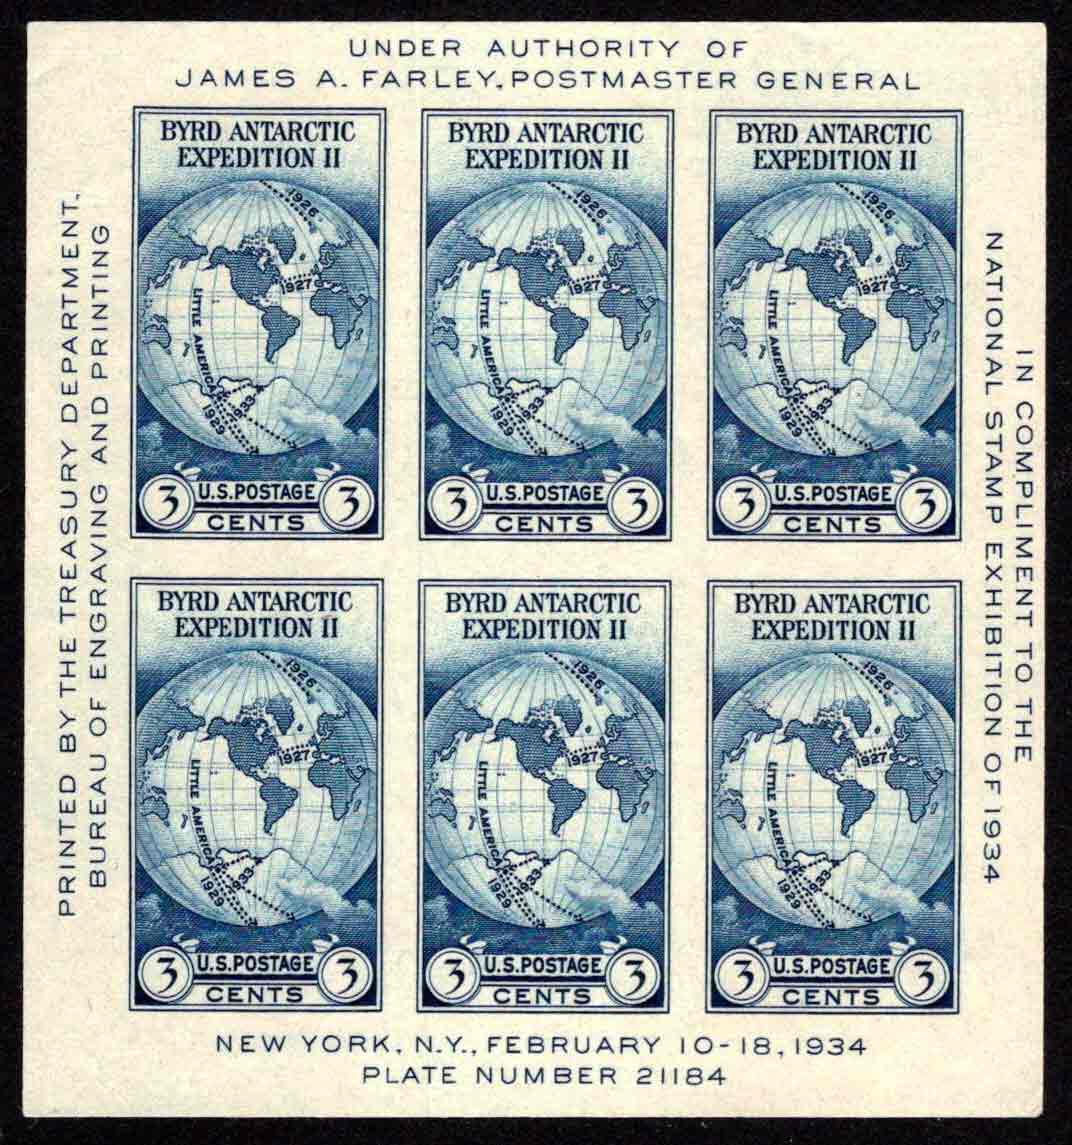 UNDER AUTHORITY OF
JAMES A. FARLEY, POSTMASTER GENERAL
PRINTED BY THE TREASURY DEPARTMENT,
BUREAU OF ENGRAVING AND PRINTING
BYRD ANTARCTIC
EXPEDITION II
1926
1927
LITTLE AMERICA
1929
1933
3 U.S. POSTAGE 3
CENTS
BYRD ANTARCTIC
EXPEDITION II
1926
1927
LITTLE AMERICA
1929
1933
3 U.S. POSTAGE 3
CENTS
BYRD ANTARCTIC
EXPEDITION II
1926
1927
LITTLE AMERICA
1929
1933
3 U.S. POSTAGE 3
CENTS
BYRD ANTARCTIC
EXPEDITION II
1926
1927
LITTLE AMERICA
1929
1933
3 U.S. POSTAGE 3
CENTS
BYRD ANTARCTIC
EXPEDITION II
1926
1927
LITTLE AMERICA
1929
1933
3 U.S. POSTAGE 3
CENTS
BYRD ANTARCTIC
EXPEDITION II
1926
1927
LITTLE AMERICA
1929
1933
3 U.S. POSTAGE 3
CENTS
IN COMPLIMENT TO THE
NATIONAL STAMP EXHIBITION OF 1934
NEW YORK, N.Y., FEBRUARY 10-18, 1934
PLATE NUMBER 21184